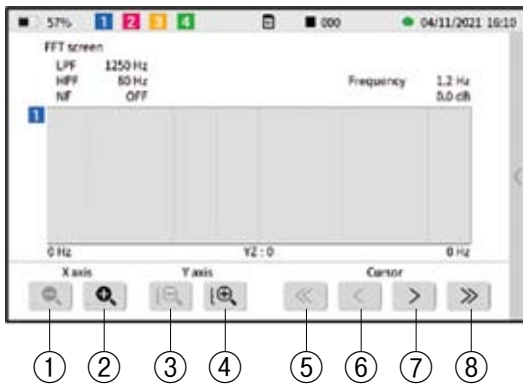 57% 1 2 3 4 000 04/11/2021 16:10
FFT screen
LPF 1250 Hz
HPF 50 Hz Frequency 1.2 Hz
NF OFF 0.0 dB
1
0 Hz YZ : 0 0 Hz
X axis Y axis Cursor
1 2 3 4 5 6 7 8